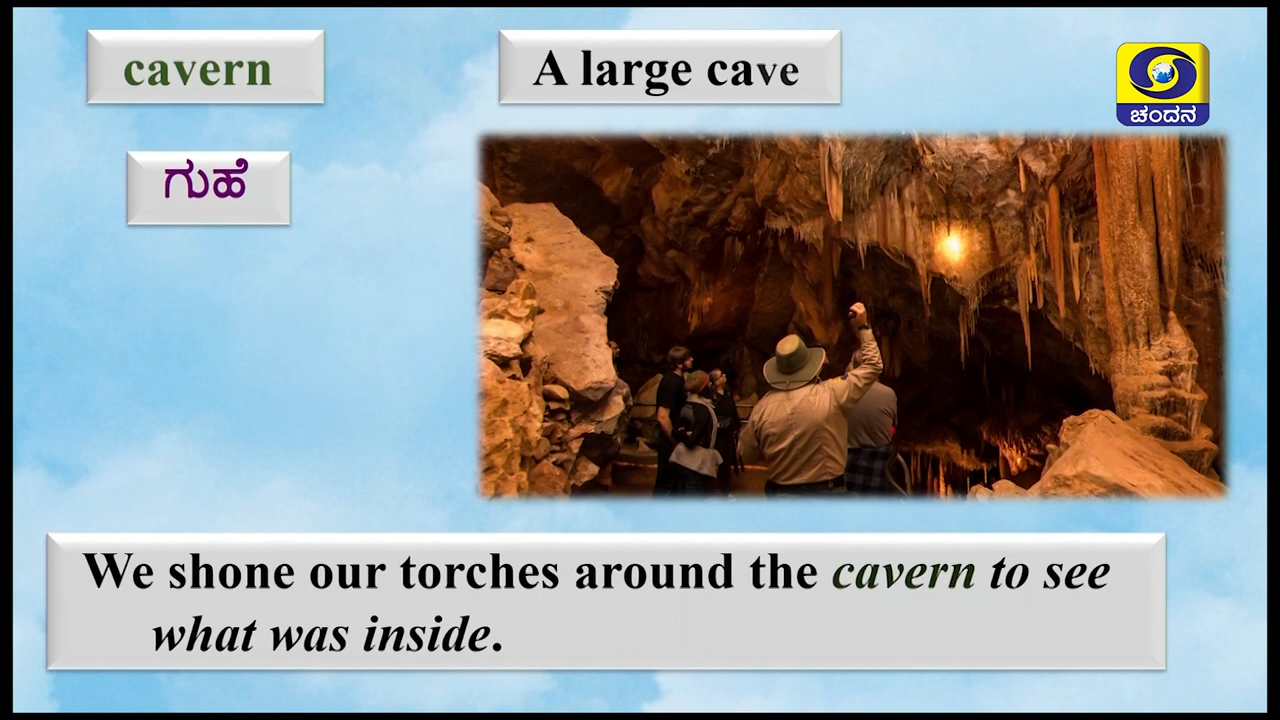 cavern
A large cave
ಚಂದನ
ಗುಹೆ
We shone our torches around the cavern to see
what was inside.